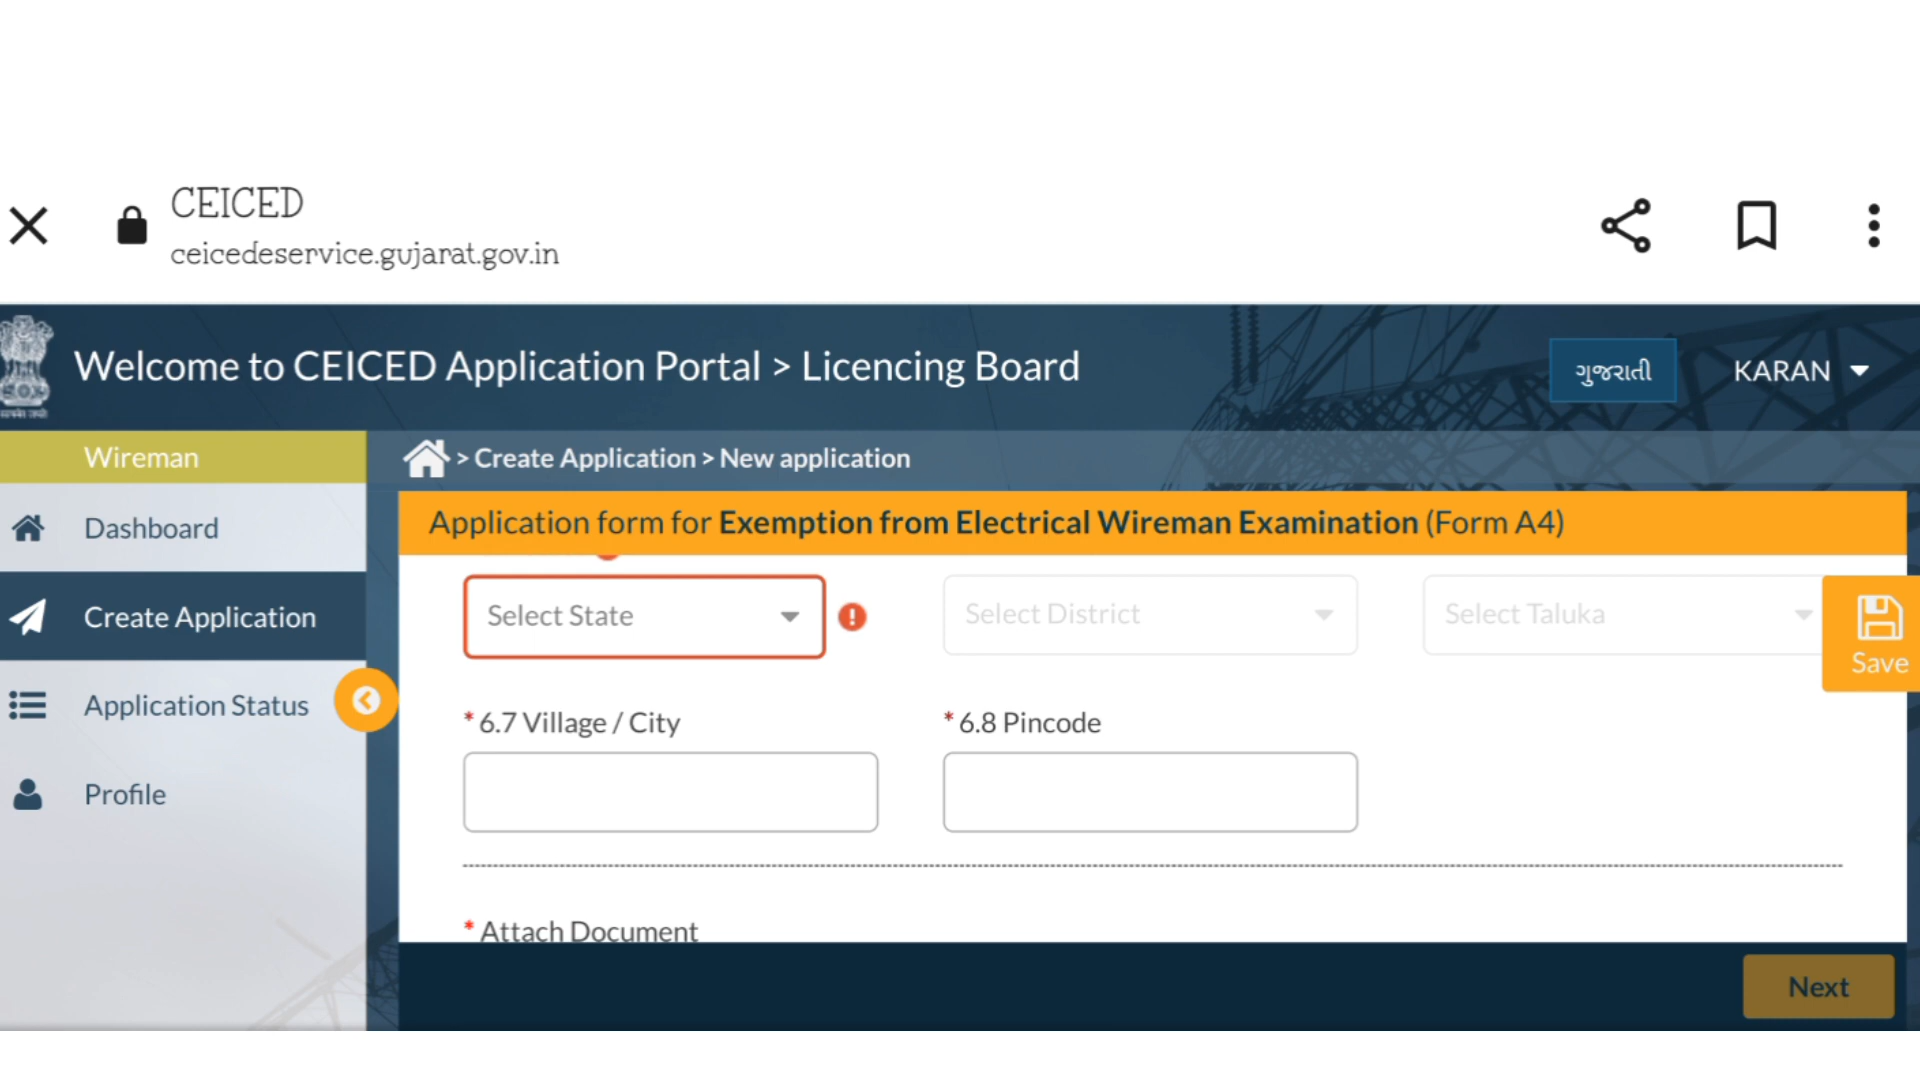 CEICED
ceicedeservice.gujarat.gov.in
Welcome to CEICED Application Portal > Licencing Board
ગુજરાતી
KARAN
Wireman
> Create Application > New application
Dashboard
Application form for Exemption from Electrical Wireman Examination (Form A4)
Create Application
Select State
Select District
Select Taluka
Save
Application Status
* 6.7 Village / City
* 6.8 Pincode
Profile
* Attach Document
Next